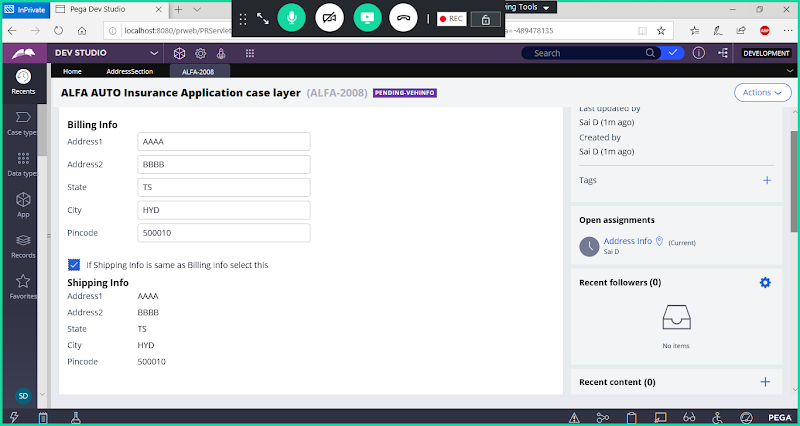 InPrivate
Pega Dev Studio
REC
ing Tools
localhost:8080/prweb/PRServlet
a=-489478135
ABP
DEV STUDIO
Search
DEVELOPMENT
Home
AddressSection
ALFA-2008
Recents
Case types
Data types
App
Records
Favorites
SD
ALFA AUTO Insurance Application case layer (ALFA-2008) PENDING-VEHINFO
Actions
Billing Info
Address1 AAAA
Address2 BBBB
State TS
City HYD
Pincode 500010
If Shipping Info is same as Billing Info select this
Shipping Info
Address1 AAAA
Address2 BBBB
State TS
City HYD
Pincode 500010
Last updated by
Sai D (1m ago)
Created by
Sai D (1m ago)
Tags
Open assignments
Address Info (Current)
Sai D
Recent followers (0)
No items
Recent content (0)
PEGA